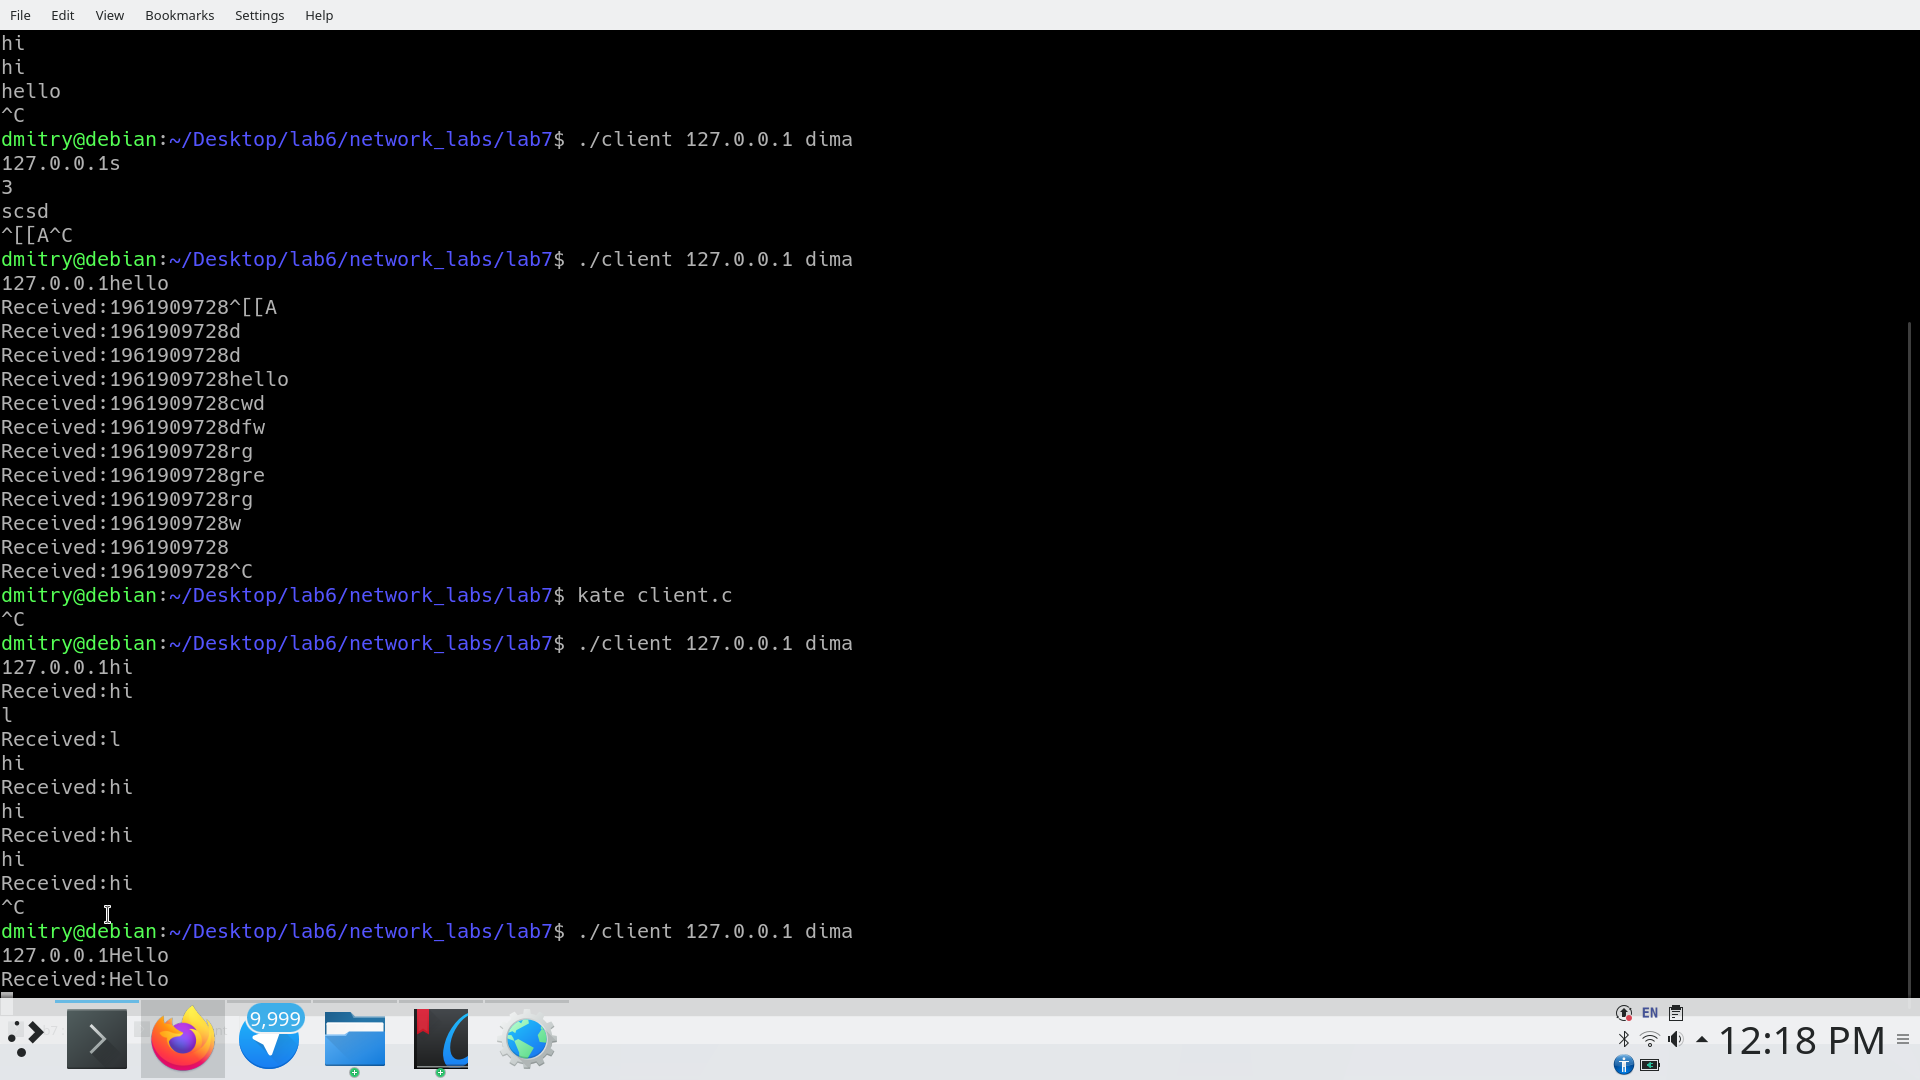 File Edit View Bookmarks Settings Help
hi
hi
hello
^C
dmitry@debian:~/Desktop/lab6/network_labs/lab7$ ./client 127.0.0.1 dima
127.0.0.1s
3
scsd
^[[A^C
dmitry@debian:~/Desktop/lab6/network_labs/lab7$ ./client 127.0.0.1 dima
127.0.0.1hello
Received:1961909728^[[A
Received:1961909728d
Received:1961909728d
Received:1961909728hello
Received:1961909728cwd
Received:1961909728dfw
Received:1961909728rg
Received:1961909728gre
Received:1961909728rg
Received:1961909728w
Received:1961909728
Received:1961909728^C
dmitry@debian:~/Desktop/lab6/network_labs/lab7$ kate client.c
^C
dmitry@debian:~/Desktop/lab6/network_labs/lab7$ ./client 127.0.0.1 dima
127.0.0.1hi
Received:hi
l
Received:l
hi
Received:hi
hi
Received:hi
hi
Received:hi
^C
dmitry@debian:~/Desktop/lab6/network_labs/lab7$ ./client 127.0.0.1 dima
127.0.0.1Hello
Received:Hello
9,999
EN
12:18 PM